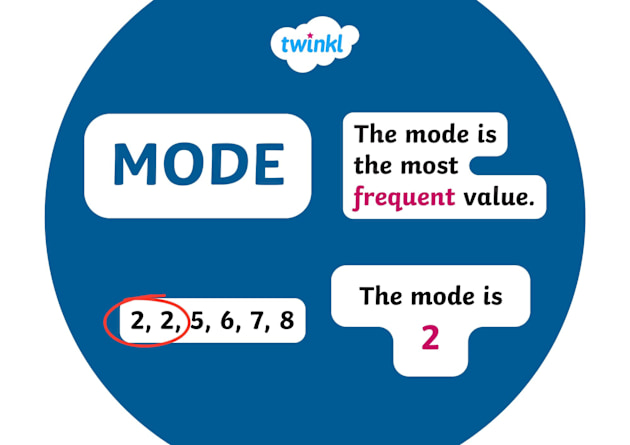 twinkl
MODE
The mode is
the most
frequent value.
2, 2, 5, 6, 7, 8
The mode is
2